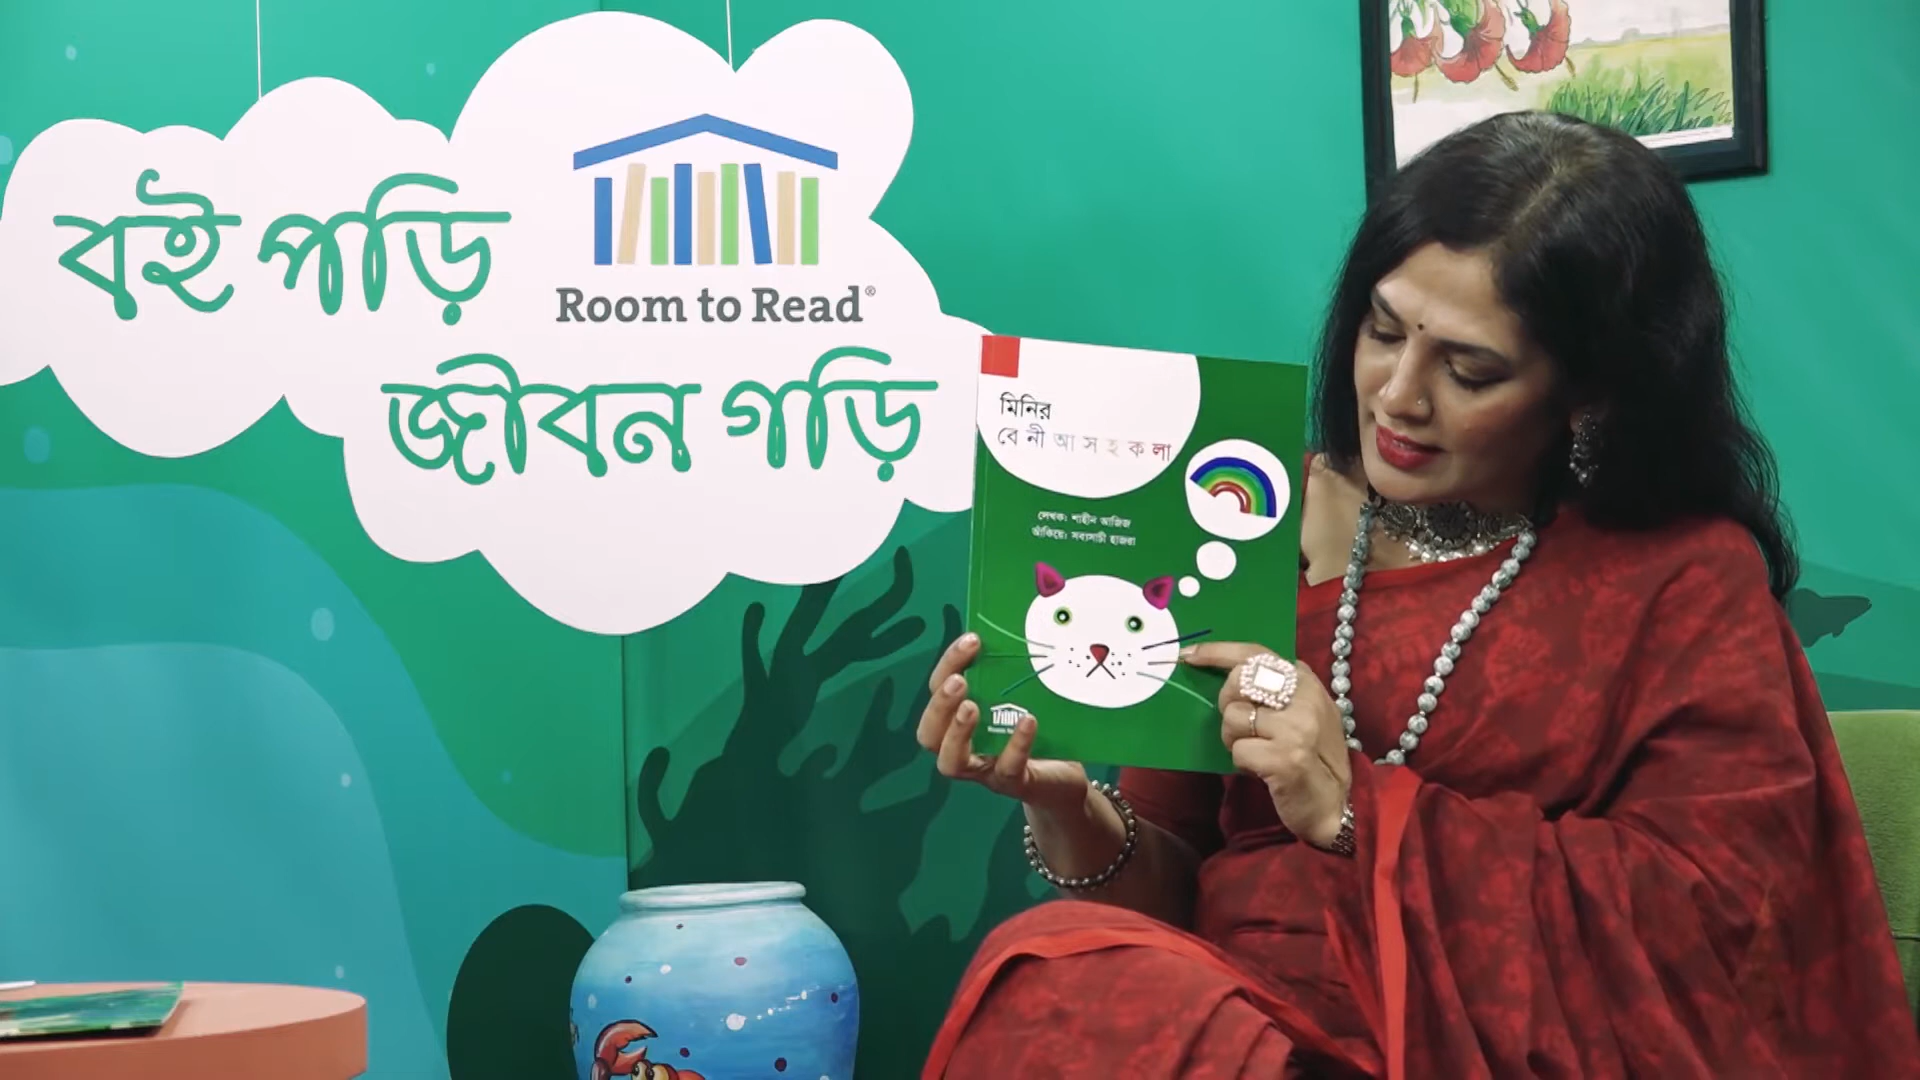 বই পড়ি
Room to Read®
জীবন গড়ি
মিনির
বে নী আ স হ ক লা
লেখক: শাহীন আজিজ
আঁকিয়ে: সব্যসাচী হাজরা